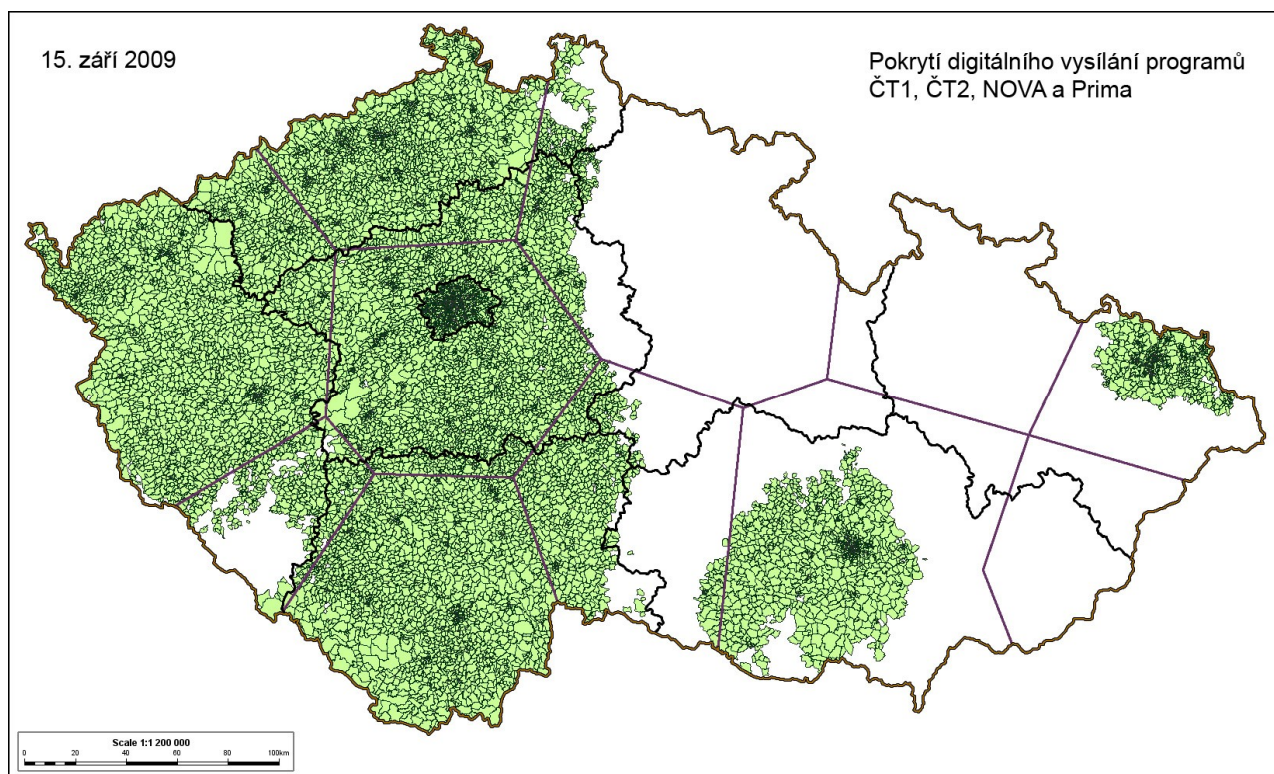 15. září 2009
Pokrytí digitálního vysílání programů
ČT1, ČT2, NOVA a Prima
Scale 1:1 200 000
0 20 40 60 80 100km